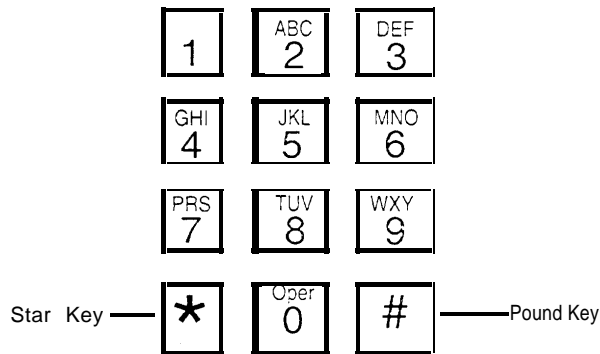 ABC DEF
1 2 3
GHI JKL MNO
4 5 6
PRS TUV WXY
7 8 9
Oper
Star Key * 0 # Pound Key